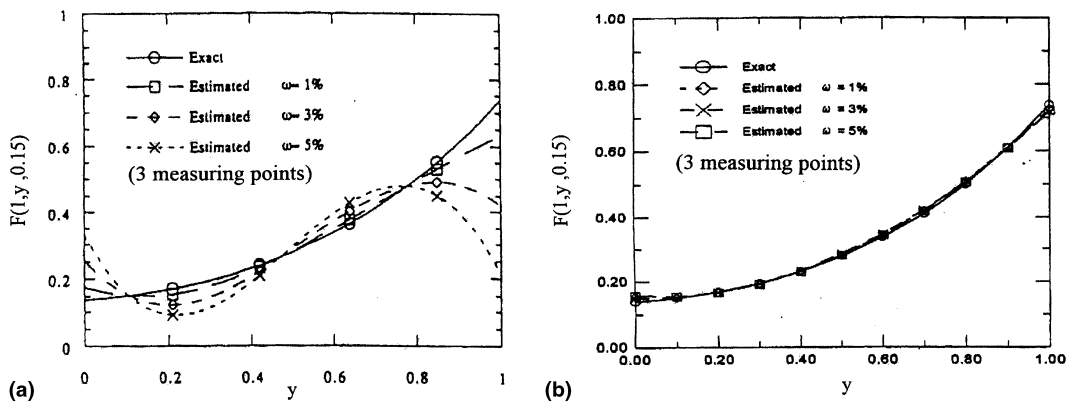 1
0.8
0.6
0.4
0.2
0
F(1,y ,0.15)
Exact
Estimated ω= 1%
Estimated ω= 3%
Estimated ω= 5%
(3 measuring points)
0 0.2 0.4 0.6 0.8 1
y
(a)
1.00
0.80
0.60
0.40
0.20
0.00
F(1,y ,0.15)
Exact
Estimated ω = 1%
Estimated ω = 3%
Estimated ω = 5%
(3 measuring points)
0.00 0.20 0.40 0.60 0.80 1.00
y
(b)